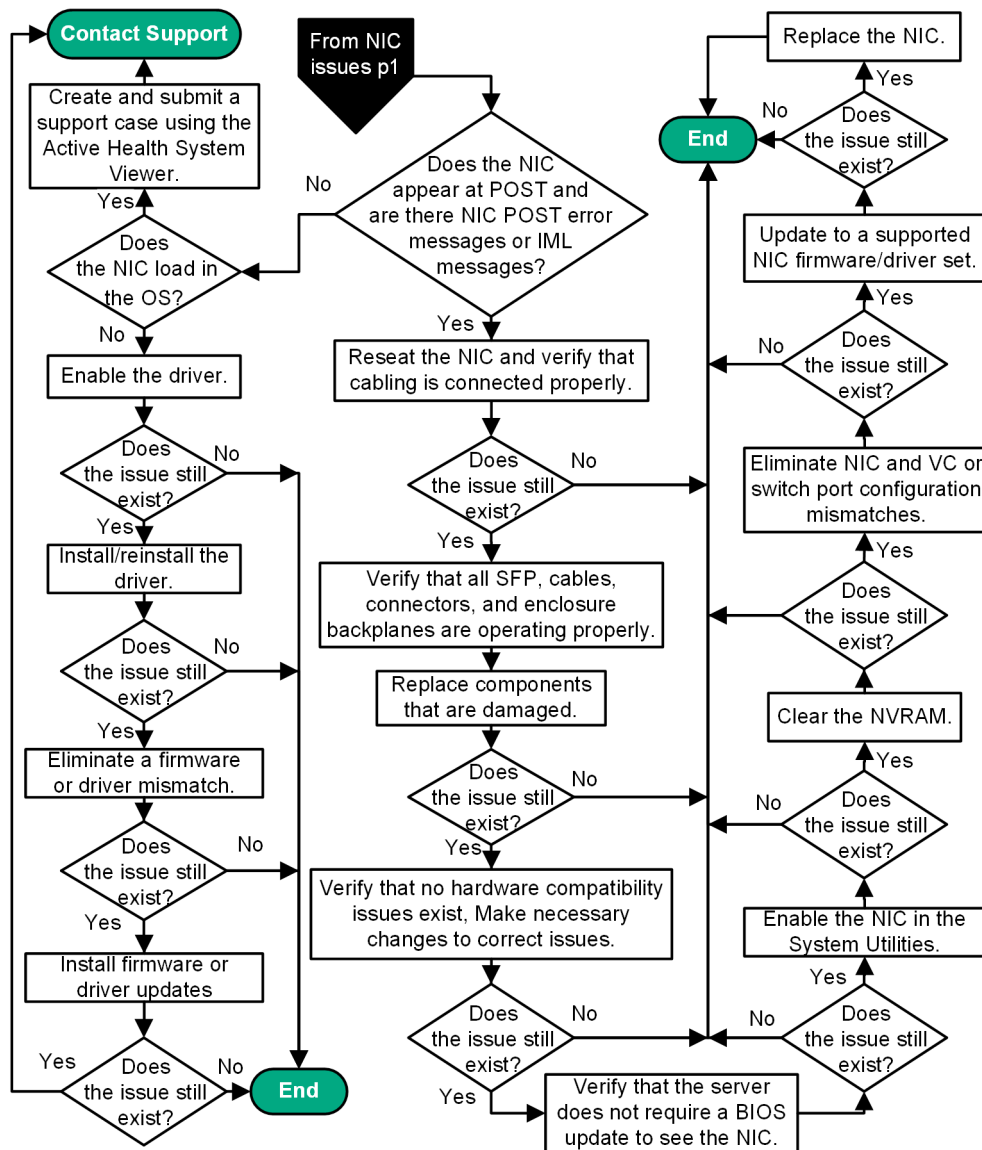 Contact Support
Create and submit a
support case using the
Active Health System
Viewer.
Yes
Does
the NIC load in
the OS?
No
Enable the driver.
Does
the issue still
exist?
No
Yes
Install/reinstall the
driver.
Does
the issue still
exist?
No
Yes
Eliminate a firmware
or driver mismatch.
Does
the issue still
exist?
No
Yes
Install firmware or
driver updates
Does
the issue still
exist?
Yes
No
End
From NIC
issues p1
Does the NIC
appear at POST and
are there NIC POST error
messages or IML
messages?
No
Yes
Reseat the NIC and verify that
cabling is connected properly.
Does
the issue still
exist?
No
Yes
Verify that all SFP, cables,
connectors, and enclosure
backplanes are operating properly.
Replace components
that are damaged.
Does
the issue still
exist?
No
Yes
Verify that no hardware compatibility
issues exist, Make necessary
changes to correct issues.
Does
the issue still
exist?
No
Yes
Verify that the server
does not require a BIOS
update to see the NIC.
Does
the issue still
exist?
No
Yes
Enable the NIC in the
System Utilities.
Does
the issue still
exist?
No
Yes
Clear the NVRAM.
Does
the issue still
exist?
Yes
Eliminate NIC and VC or
switch port configuration
mismatches.
Does
the issue still
exist?
No
Yes
Update to a supported
NIC firmware/driver set.
Does
the issue still
exist?
No
Yes
Replace the NIC.
End